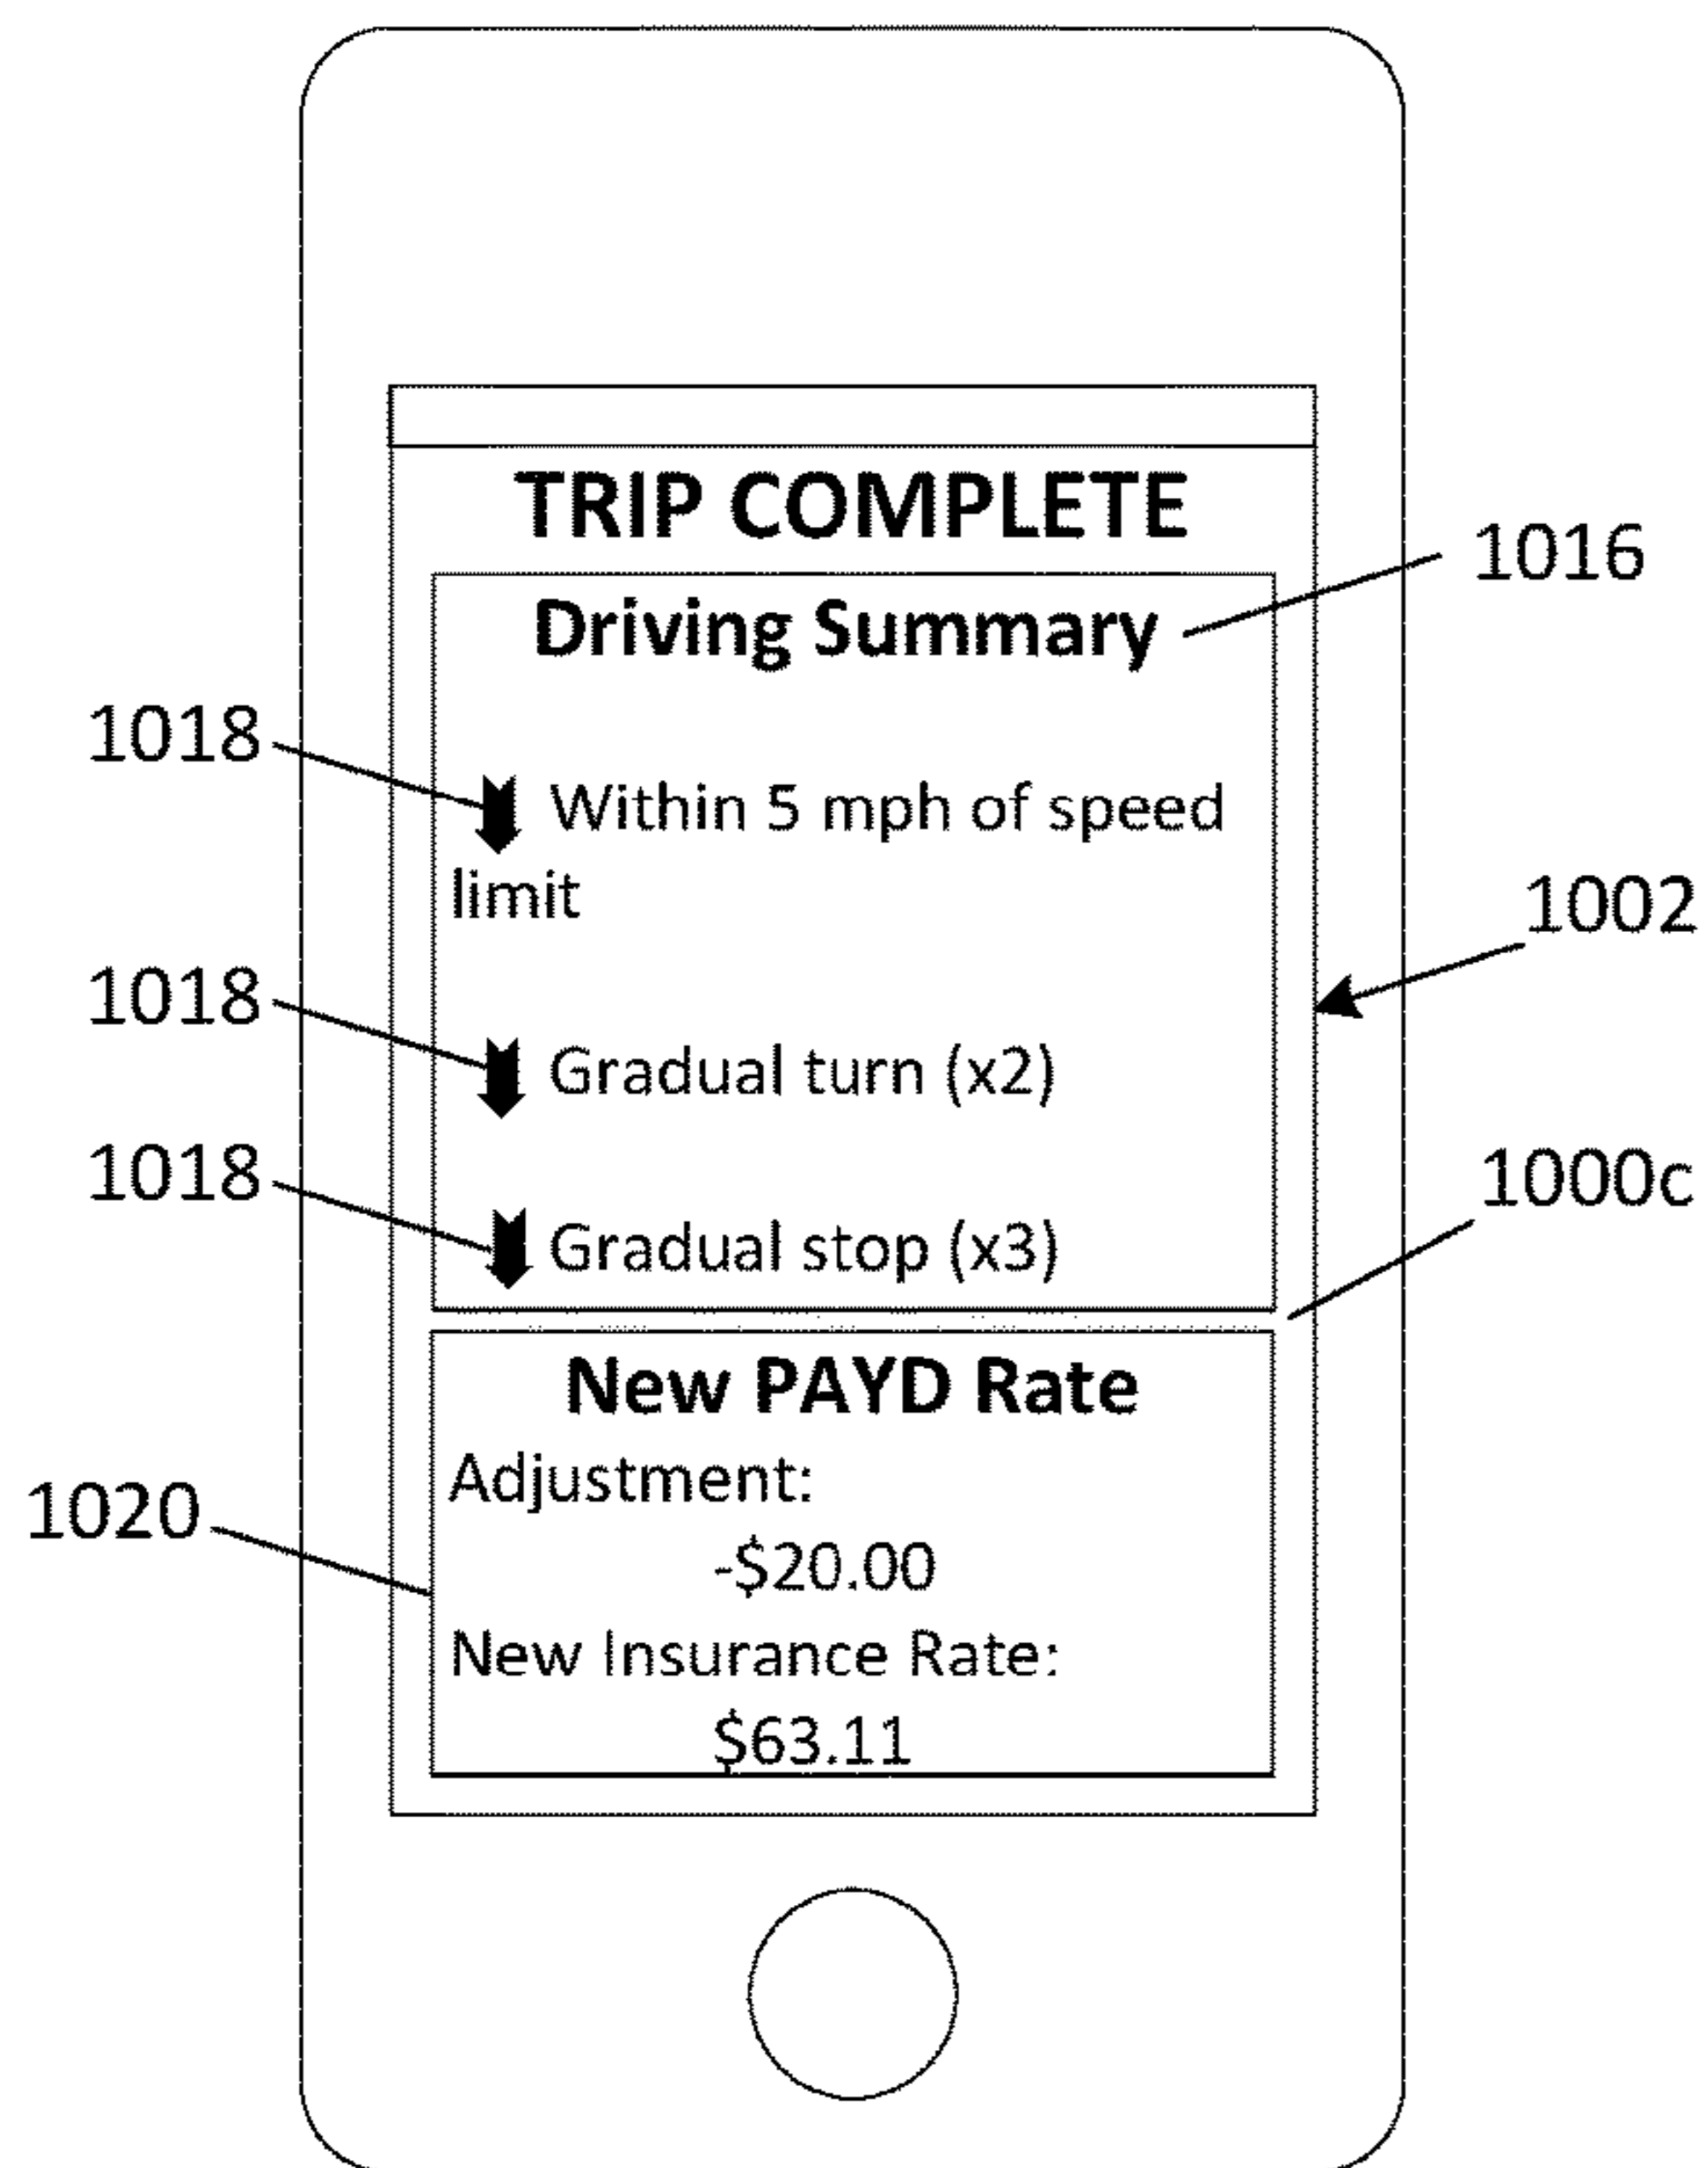 TRIP COMPLETE
1016
Driving Summary
1018
Within 5 mph of speed
limit
1002
1018
Gradual turn (x2)
1000c
1018
Gradual stop (x3)
New PAYD Rate
Adjustment:
1020
-$20.00
New Insurance Rate:
$63.11